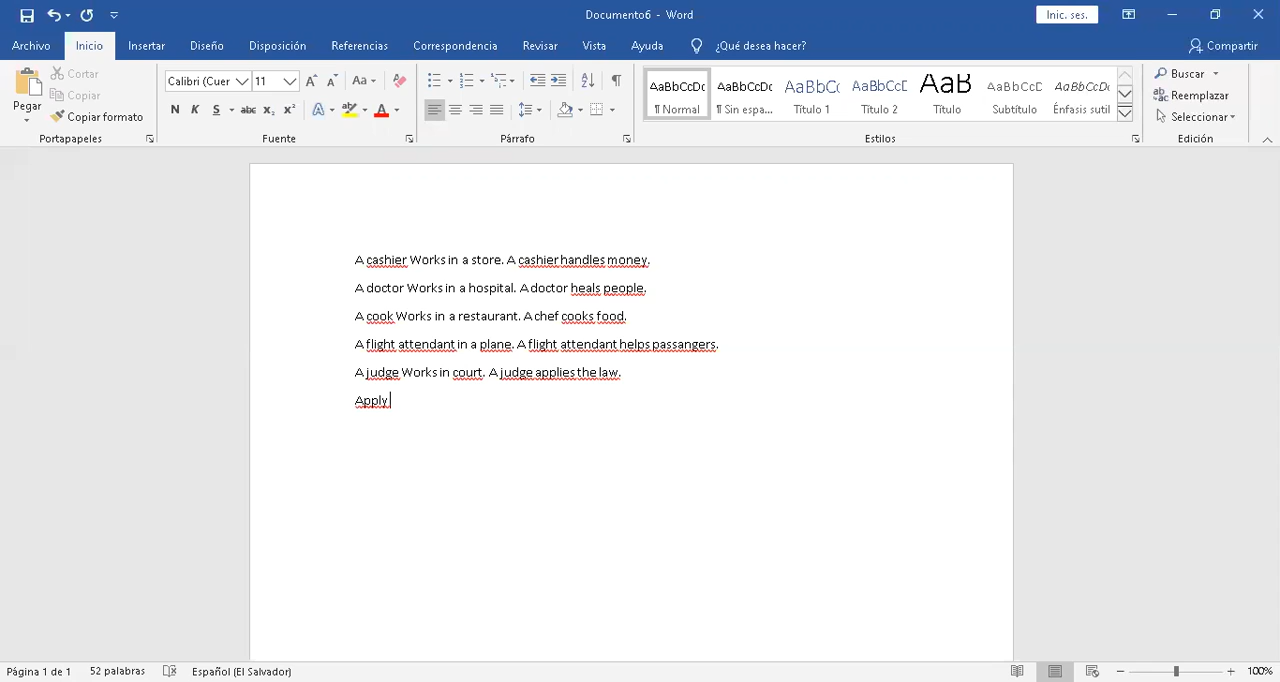 Documento6 - Word
Inic. ses.
Archivo Inicio Insertar Diseño Disposición Referencias Correspondencia Revisar Vista Ayuda ¿Qué desea hacer? Compartir
Pegar Cortar Copiar Copiar formato
Calibri (Cuer 11 Aa
N K S abc x₂ x² A ab A
AaBbCcDc AaBbCcDc AaBbCc AaBbCcD AaB AaBbCcD AaBbCcDc
¶ Normal ¶ Sin espa... Título 1 Título 2 Título Subtítulo Énfasis sutil
Buscar
Reemplazar
Seleccionar
Portapapeles Fuente Párrafo Estilos Edición
A cashier Works in a store. A cashier handles money.
A doctor Works in a hospital. A doctor heals people.
A cook Works in a restaurant. A chef cooks food.
A flight attendant in a plane. A flight attendant helps passangers.
A judge Works in court. A judge applies the law.
Apply
Página 1 de 1 52 palabras Español (El Salvador) 100%